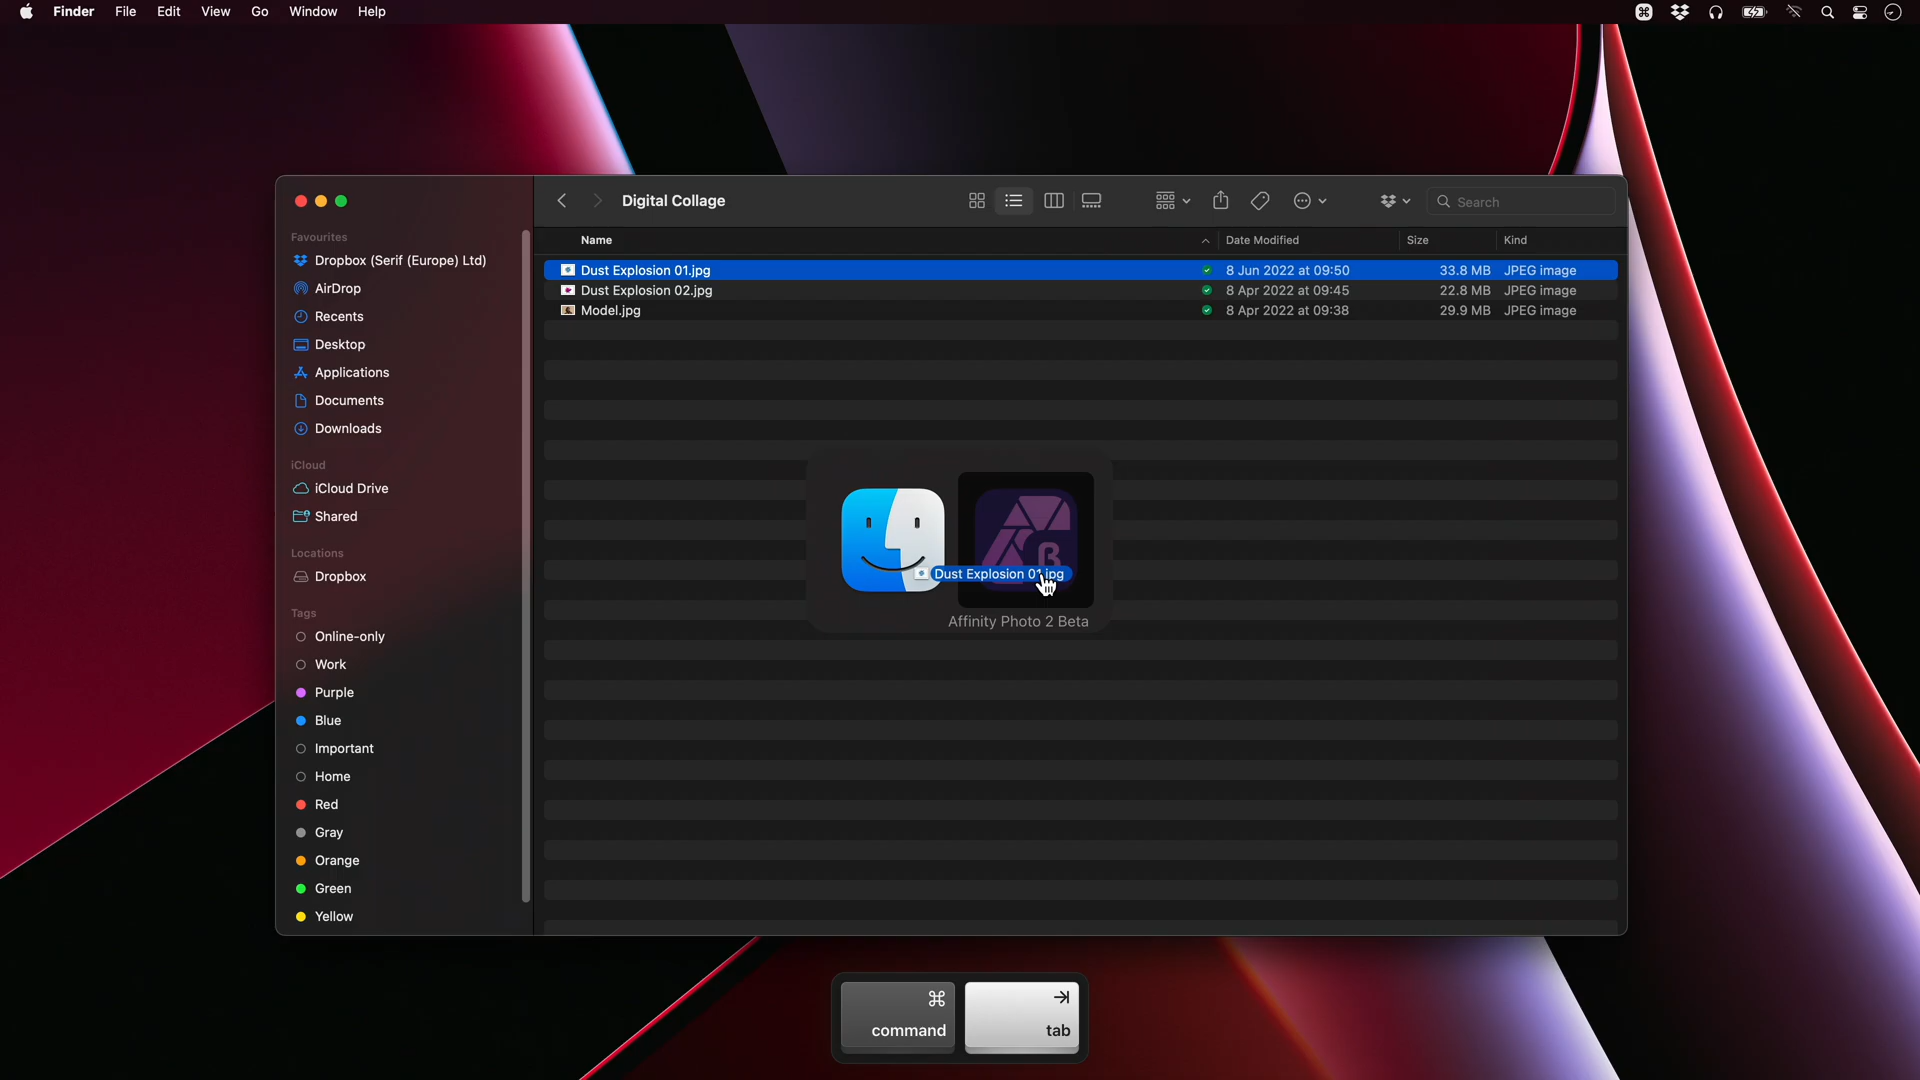 Finder File Edit View Go Window Help
Digital Collage
Search
Favourites
Dropbox (Serif (Europe) Ltd)
AirDrop
Recents
Desktop
Applications
Documents
Downloads
iCloud
iCloud Drive
Shared
Locations
Dropbox
Tags
Online-only
Work
Purple
Blue
Important
Home
Red
Gray
Orange
Green
Yellow
Name Date Modified Size Kind
Dust Explosion 01.jpg 8 Jun 2022 at 09:50 33.8 MB JPEG image
Dust Explosion 02.jpg 8 Apr 2022 at 09:45 22.8 MB JPEG image
Model.jpg 8 Apr 2022 at 09:38 29.9 MB JPEG image
β
Dust Explosion 01.jpg
Affinity Photo 2 Beta
⌘ ⇥
command tab